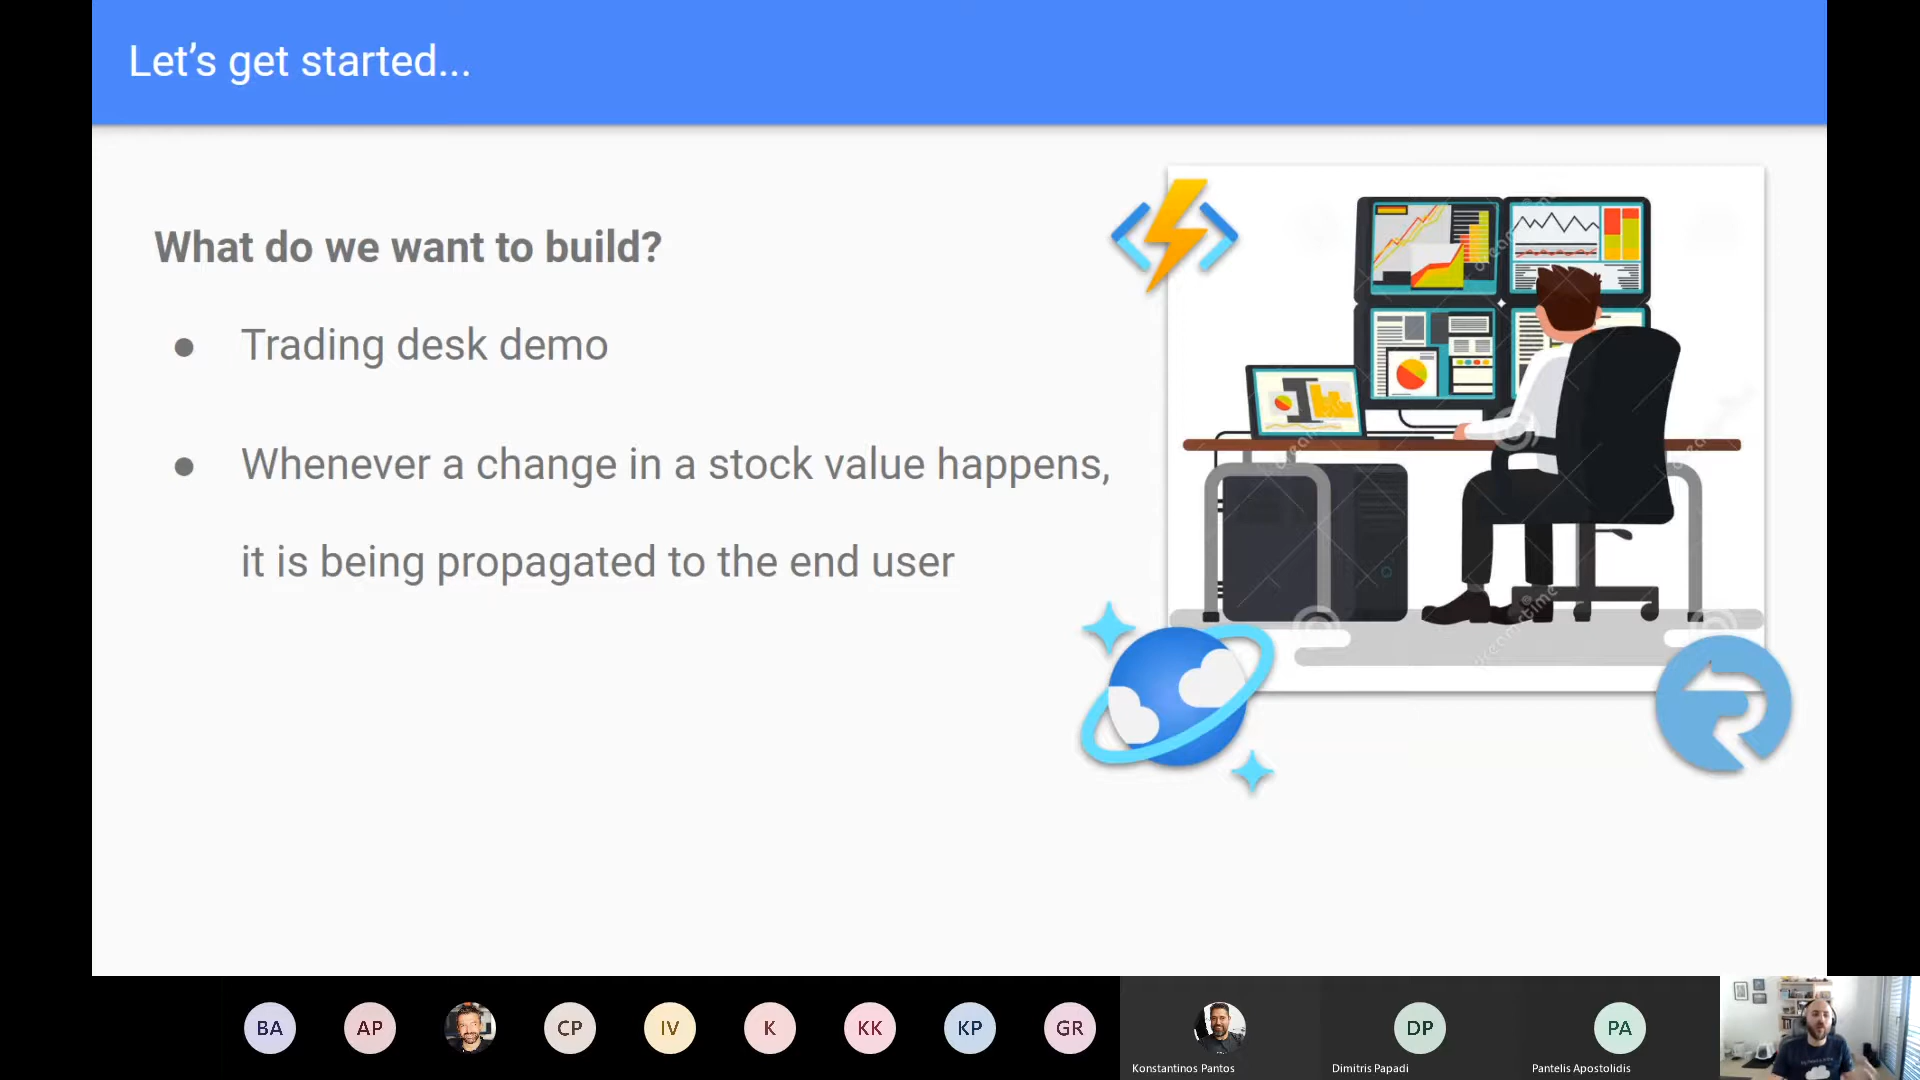 Let's get started...
What do we want to build?
● Trading desk demo
● Whenever a change in a stock value happens,
it is being propagated to the end user
BA AP CP IV K KK KP GR DP PA
Konstantinos Pantos Dimitris Papadi Pantelis Apostolidis